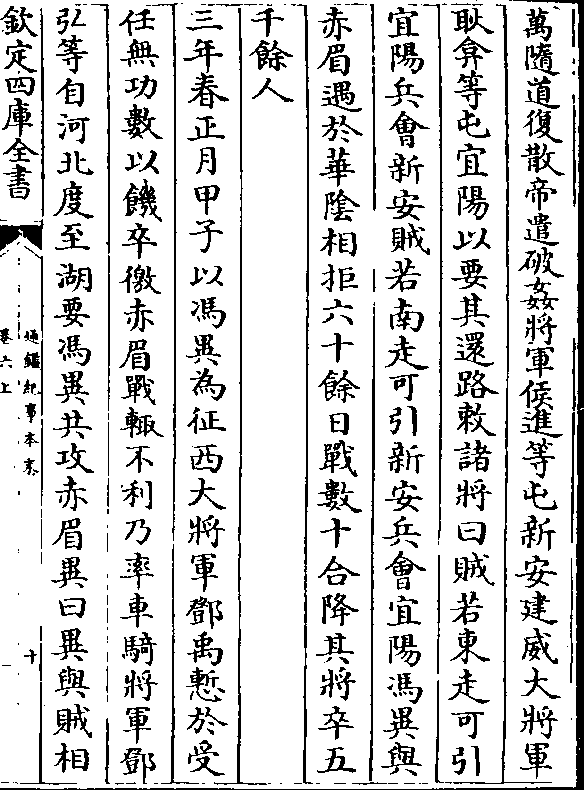 萬隨道復散帝遣破姦將軍侯進等屯新安建威大將軍
耿弇等屯宜陽以要其還路敕諸將曰賊若東走可引
宜陽兵會新安賊若南走可引新安兵會宜陽馮異與
赤眉遇於華陰相拒六十餘日戰數十合降其將卒五
千餘人
三年春正月甲子以馮異為征西大將軍鄧禹慙於受
任無功數以饑卒徼赤眉戰輒不利乃率車騎將軍鄧
弘等自河北度至湖要馮異共攻赤眉異曰異與賊相
欽定四庫全書
通鑑紀事本末
卷六上
十